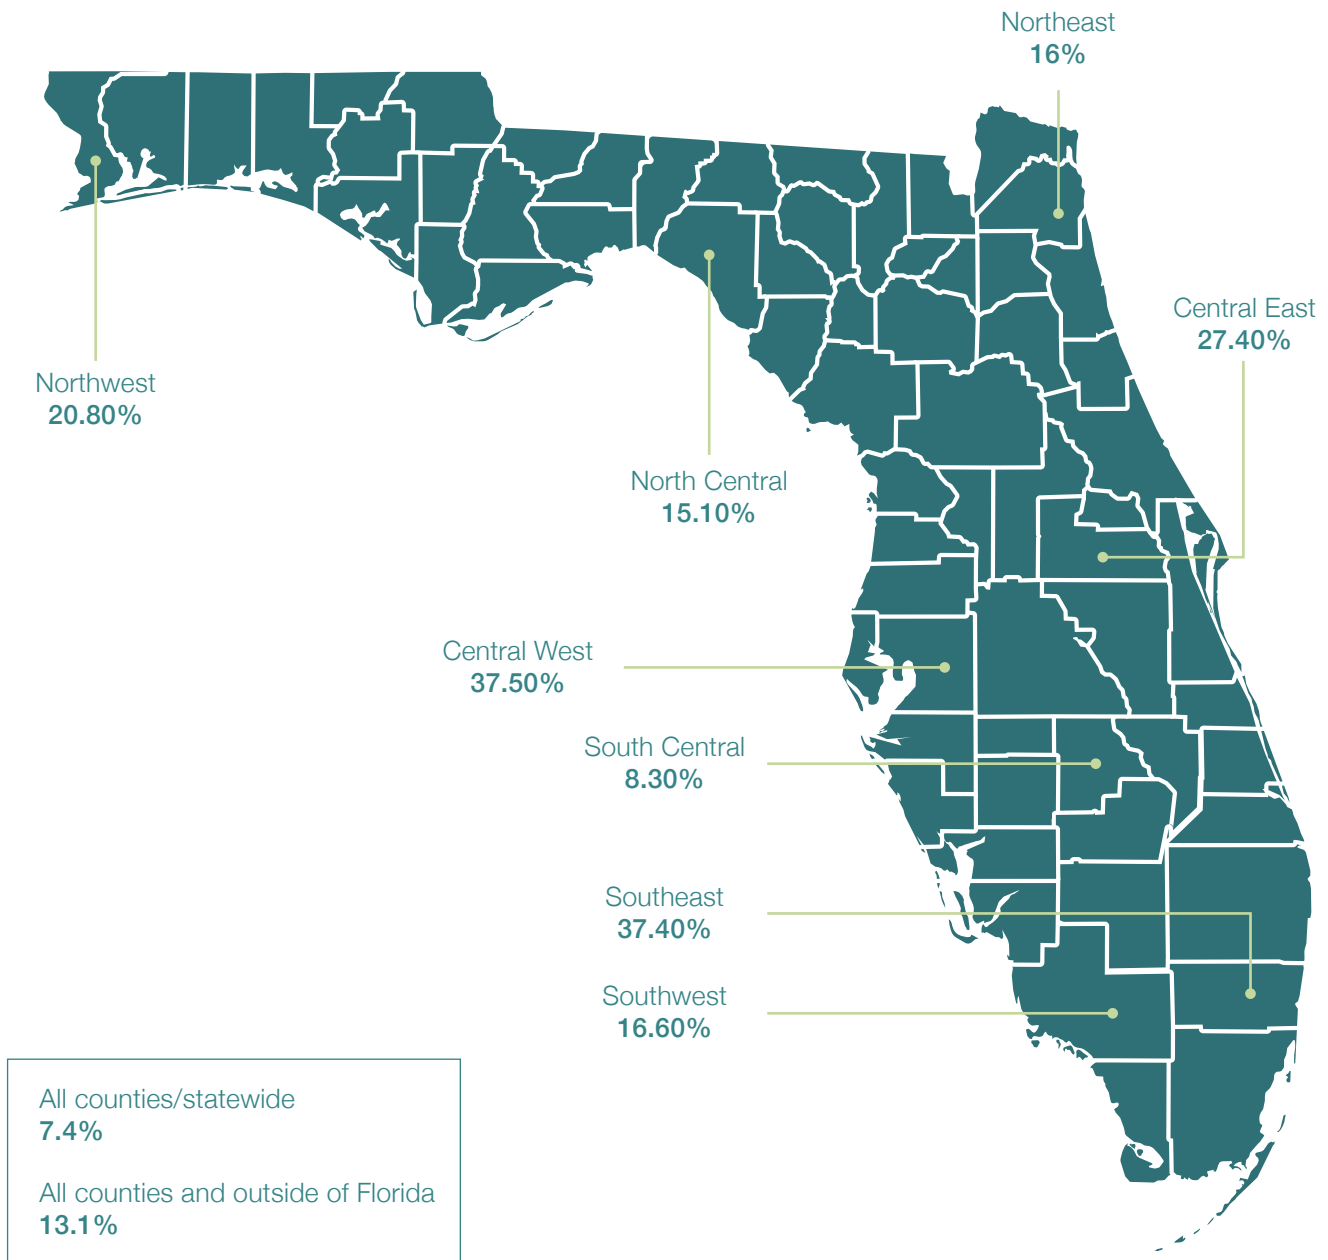 Northeast
16%
Central East
27.40%
Northwest
20.80%
North Central
15.10%
Central West
37.50%
South Central
8.30%
Southeast
37.40%
Southwest
16.60%
All counties/statewide
7.4%
All counties and outside of Florida
13.1%